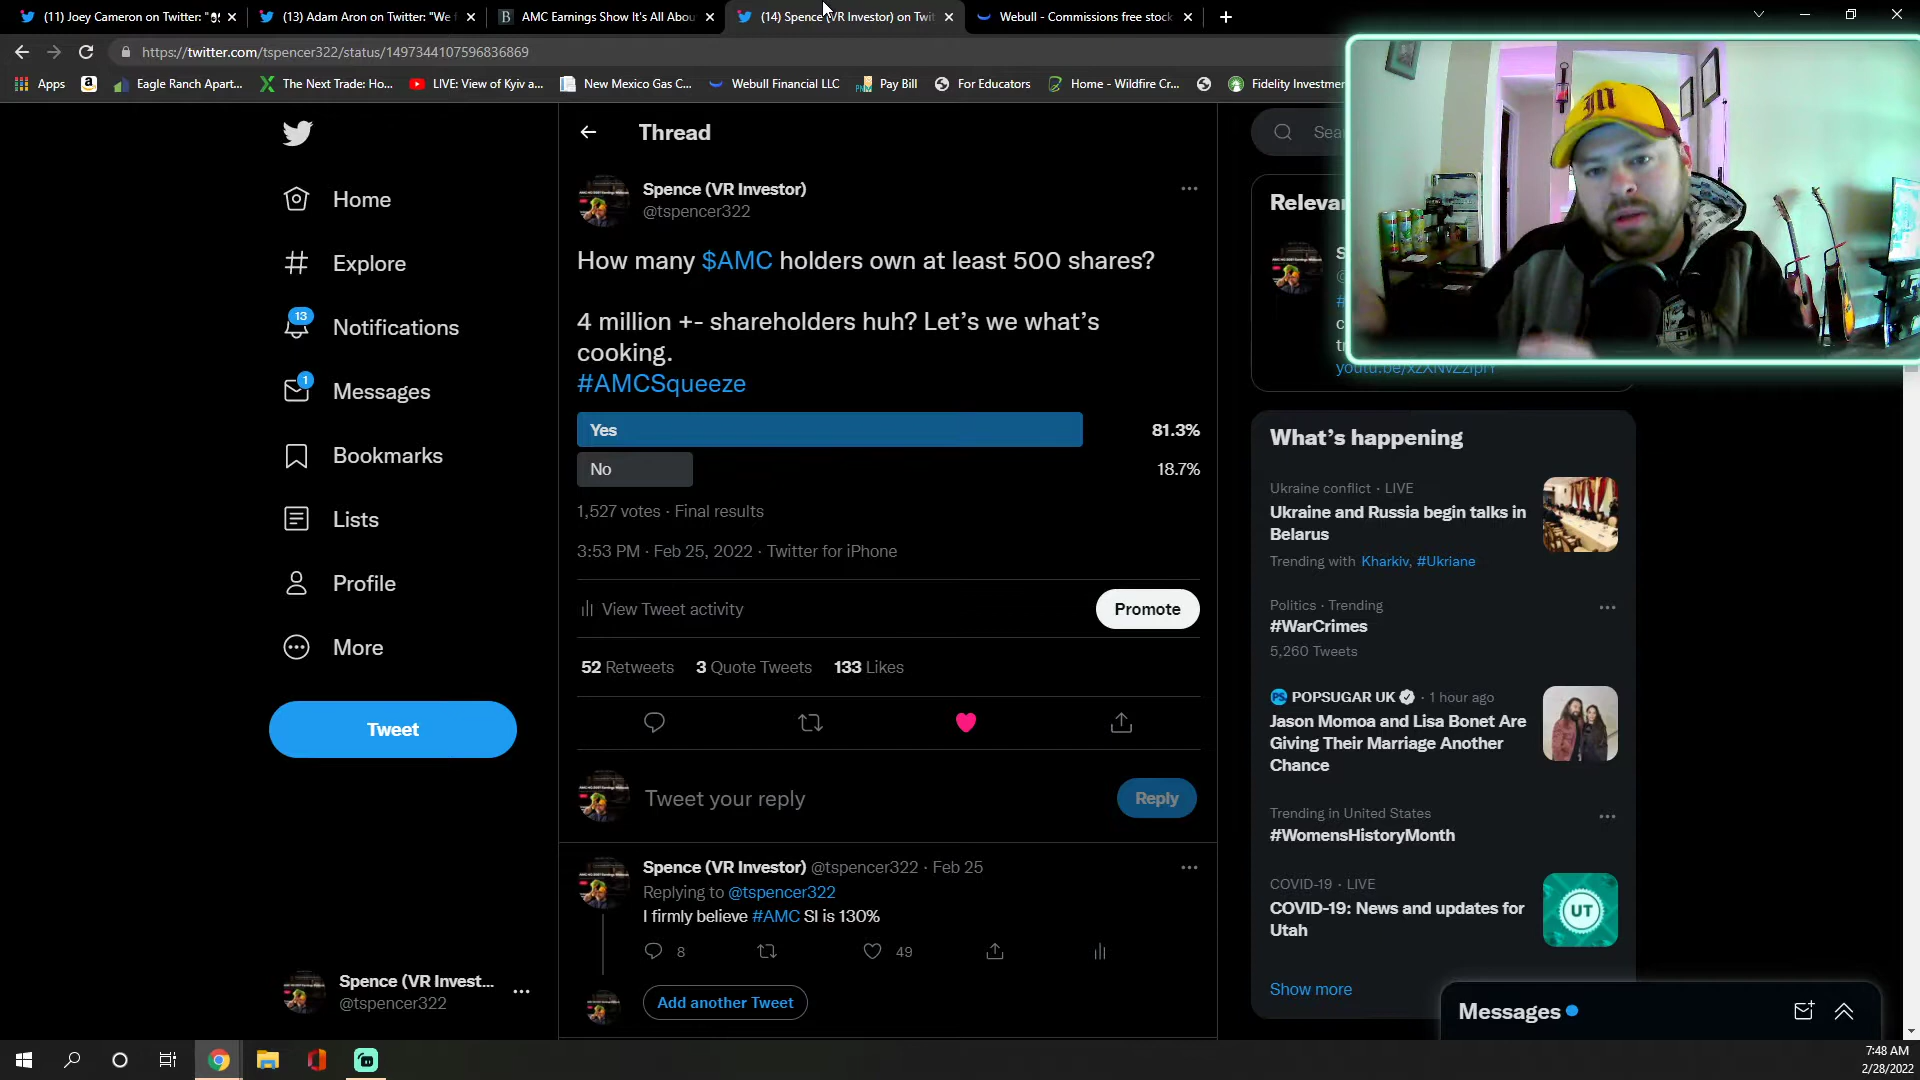 (11) Joey Cameron on Twitter: "
(13) Adam Aron on Twitter: "We f
AMC Earnings Show It's All Abou
(14) Spence (VR Investor) on Twit
Webull - Commissions free stock
https://twitter.com/tspencer322/status/1497344107596836869
Apps
Eagle Ranch Apart...
The Next Trade: Ho...
LIVE: View of Kyiv a...
New Mexico Gas C...
Webull Financial LLC
Pay Bill
For Educators
Home - Wildfire Cr...
Fidelity Investmen
Home
Explore
13
Notifications
1
Messages
Bookmarks
Lists
Profile
More
Tweet
Spence (VR Invest...
@tspencer322
Thread
Spence (VR Investor)
@tspencer322
How many $AMC holders own at least 500 shares?
4 million +- shareholders huh? Let's we what's
cooking.
#AMCSqueeze
Yes
81.3%
No
18.7%
1,527 votes · Final results
3:53 PM · Feb 25, 2022 · Twitter for iPhone
View Tweet activity
Promote
52 Retweets
3 Quote Tweets
133 Likes
Tweet your reply
Reply
Spence (VR Investor) @tspencer322 · Feb 25
Replying to @tspencer322
I firmly believe #AMC SI is 130%
8
49
Add another Tweet
Sea
Releva
S
@
#
c
t
What's happening
Ukraine conflict · LIVE
Ukraine and Russia begin talks in
Belarus
Trending with Kharkiv, #Ukriane
Politics · Trending
#WarCrimes
5,260 Tweets
POPSUGAR UK · 1 hour ago
Jason Momoa and Lisa Bonet Are
Giving Their Marriage Another
Chance
Trending in United States
#WomensHistoryMonth
COVID-19 · LIVE
COVID-19: News and updates for
Utah
UT
Show more
Messages
7:48 AM
2/28/2022